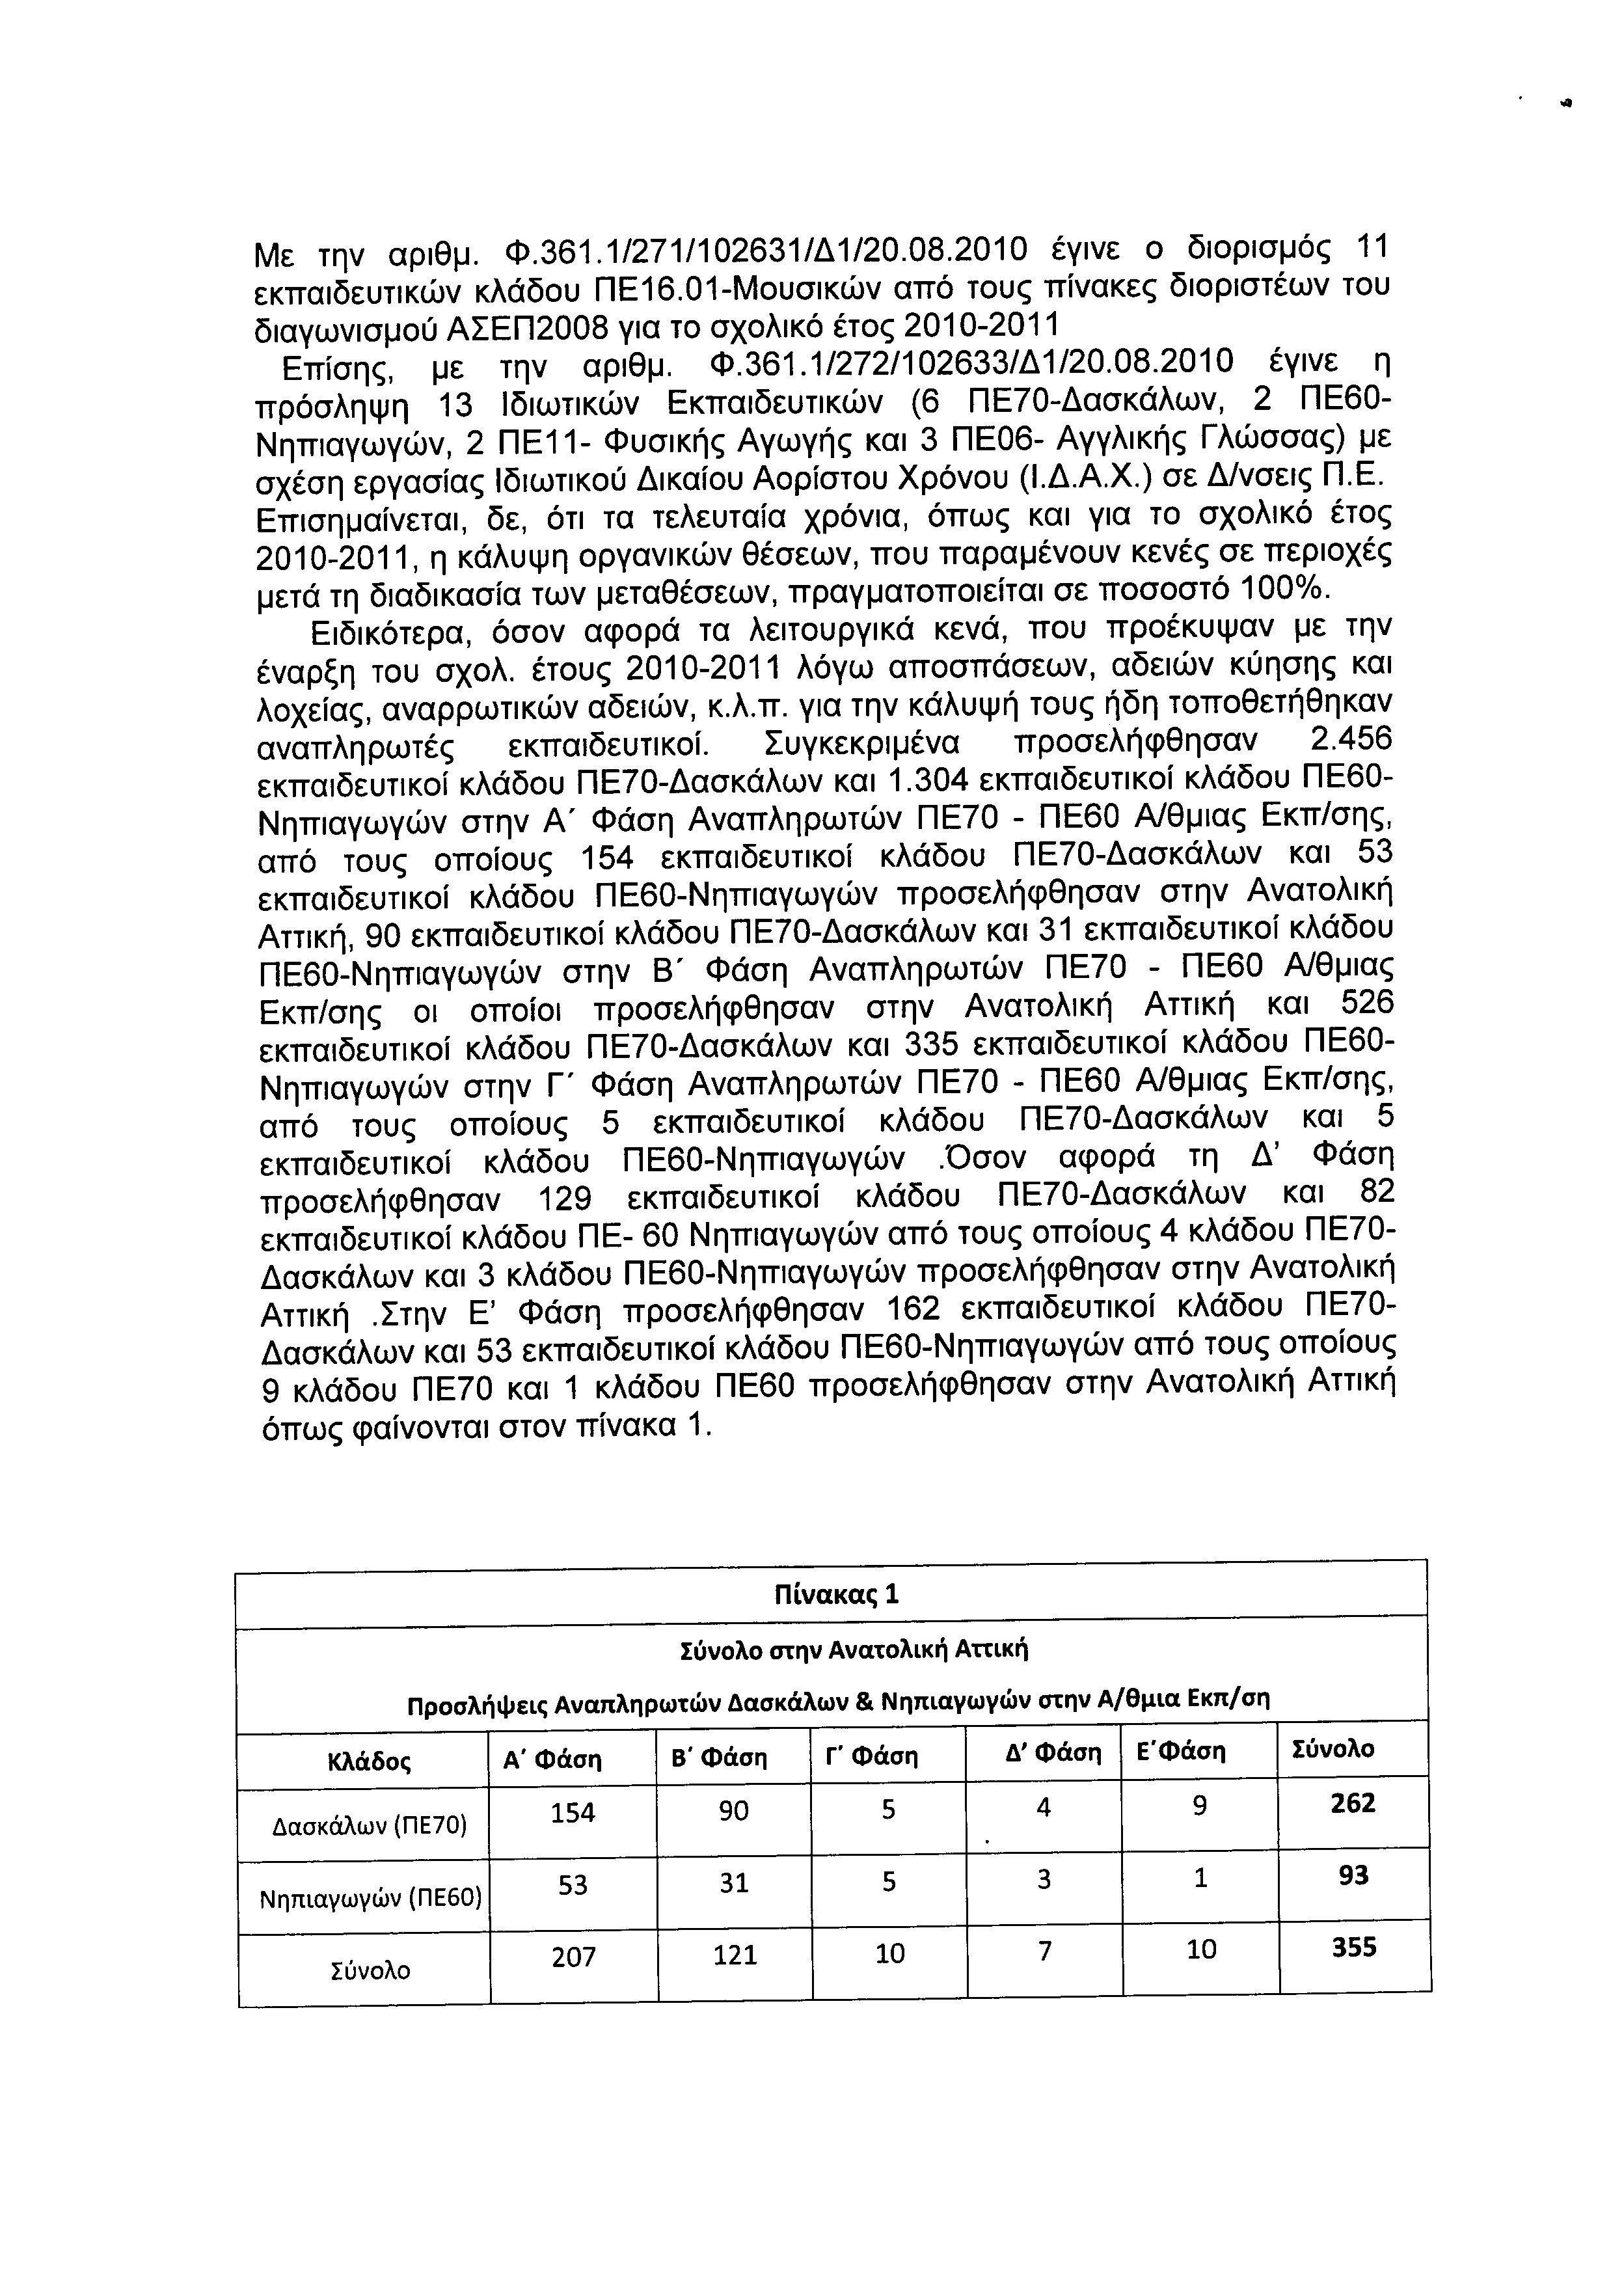 Με την αριθμ. Φ.361.1/271/102631/Δ1/20.08.2010 έγινε ο διορισμός 11
εκπαιδευτικών κλάδου ΠΕ16.01-Μουσικών από τους πίνακες διοριστέων του
διαγωνισμού ΑΣΕΠ2008 για το σχολικό έτος 2010-2011
Επίσης, με την αριθμ. Φ.361.1/272/102633/Δ1/20.08.2010 έγινε η
πρόσληψη 13 Ιδιωτικών Εκπαιδευτικών (6 ΠΕ70-Δασκάλων, 2 ΠΕ60-
Νηπιαγωγών, 2 ΠΕ11- Φυσικής Αγωγής και 3 ΠΕ06- Αγγλικής Γλώσσας) με
σχέση εργασίας Ιδιωτικού Δικαίου Αορίστου Χρόνου (Ι.Δ.Α.Χ.) σε Δ/νσεις Π.Ε.
Επισημαίνεται, δε, ότι τα τελευταία χρόνια, όπως και για το σχολικό έτος
2010-2011, η κάλυψη οργανικών θέσεων, που παραμένουν κενές σε περιοχές
μετά τη διαδικασία των μεταθέσεων, πραγματοποιείται σε ποσοστό 100%.
Ειδικότερα, όσον αφορά τα λειτουργικά κενά, που προέκυψαν με την
έναρξη του σχολ. έτους 2010-2011 λόγω αποσπάσεων, αδειών κύησης και
λοχείας, αναρρωτικών αδειών, κ.λ.π. για την κάλυψή τους ήδη τοποθετήθηκαν
αναπληρωτές εκπαιδευτικοί. Συγκεκριμένα προσελήφθησαν 2.456
εκπαιδευτικοί κλάδου ΠΕ70-Δασκάλων και 1.304 εκπαιδευτικοί κλάδου ΠΕ60-
Νηπιαγωγών στην Α΄ Φάση Αναπληρωτών ΠΕ70 - ΠΕ60 Α/θμιας Εκπ/σης,
από τους οποίους 154 εκπαιδευτικοί κλάδου ΠΕ70-Δασκάλων και 53
εκπαιδευτικοί κλάδου ΠΕ60-Νηπιαγωγών προσελήφθησαν στην Ανατολική
Αττική, 90 εκπαιδευτικοί κλάδου ΠΕ70-Δασκάλων και 31 εκπαιδευτικοί κλάδου
ΠΕ60-Νηπιαγωγών στην Β΄ Φάση Αναπληρωτών ΠΕ70 - ΠΕ60 Α/θμιας
Εκπ/σης οι οποίοι προσελήφθησαν στην Ανατολική Αττική και 526
εκπαιδευτικοί κλάδου ΠΕ70-Δασκάλων και 335 εκπαιδευτικοί κλάδου ΠΕ60-
Νηπιαγωγών στην Γ΄ Φάση Αναπληρωτών ΠΕ70 - ΠΕ60 Α/θμιας Εκπ/σης,
από τους οποίους 5 εκπαιδευτικοί κλάδου ΠΕ70-Δασκάλων και 5
εκπαιδευτικοί κλάδου ΠΕ60-Νηπιαγωγών .Όσον αφορά τη Δ’ Φάση
προσελήφθησαν 129 εκπαιδευτικοί κλάδου ΠΕ70-Δασκάλων και 82
εκπαιδευτικοί κλάδου ΠΕ- 60 Νηπιαγωγών από τους οποίους 4 κλάδου ΠΕ70-
Δασκάλων και 3 κλάδου ΠΕ60-Νηπιαγωγών προσελήφθησαν στην Ανατολική
Αττική .Στην Ε’ Φάση προσελήφθησαν 162 εκπαιδευτικοί κλάδου ΠΕ70-
Δασκάλων και 53 εκπαιδευτικοί κλάδου ΠΕ60-Νηπιαγωγών από τους οποίους
9 κλάδου ΠΕ70 και 1 κλάδου ΠΕ60 προσελήφθησαν στην Ανατολική Αττική
όπως φαίνονται στον πίνακα 1.
Πίνακας 1
Σύνολο στην Ανατολική Αττική
Προσλήψεις Αναπληρωτών Δασκάλων & Νηπιαγωγών στην Α/θμια Εκπ/ση
Κλάδος Α΄ Φάση Β΄ Φάση Γ΄ Φάση Δ’ Φάση Ε΄Φάση Σύνολο
Δασκάλων (ΠΕ70) 154 90 5 4 9 262
Νηπιαγωγών (ΠΕ60) 53 31 5 3 1 93
Σύνολο 207 121 10 7 10 355